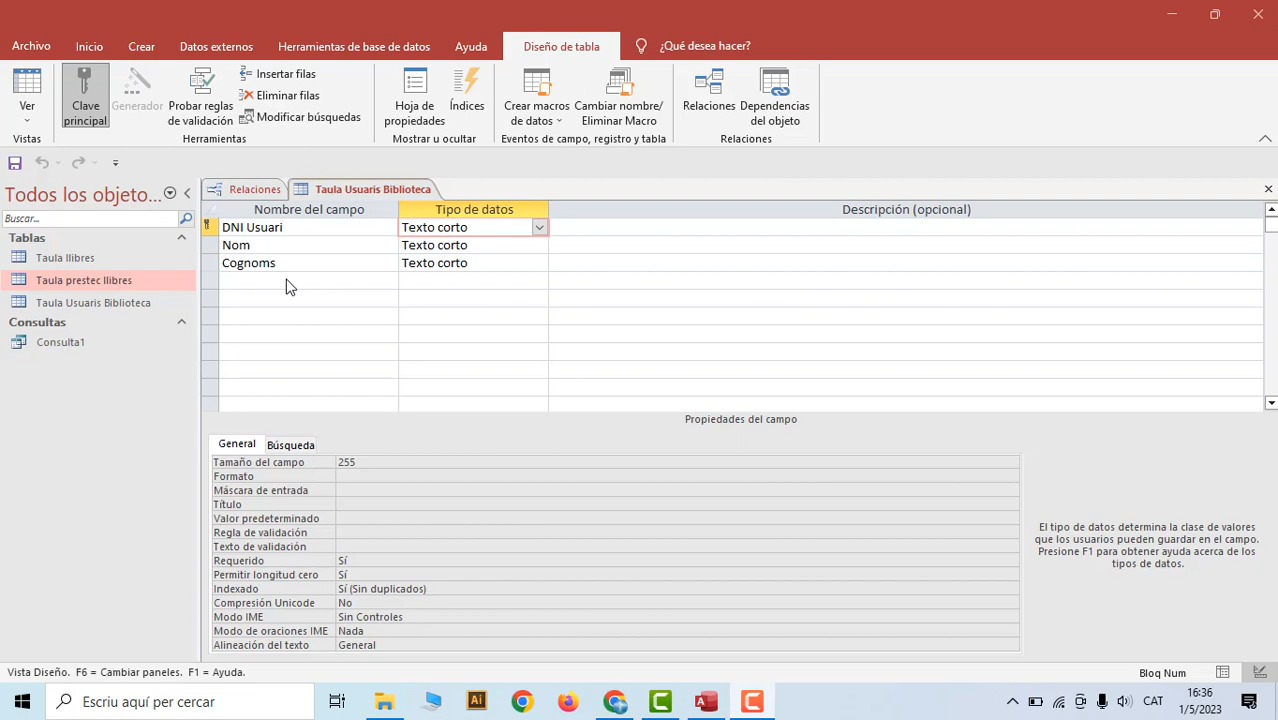 Archivo Inicio Crear Datos externos Herramientas de base de datos Ayuda Diseño de tabla ¿Qué desea hacer?
Ver
Clave principal
Generador
Probar reglas de validación
Insertar filas
Eliminar filas
Modificar búsquedas
Hoja de propiedades
Índices
Crear macros de datos
Cambiar nombre/ Eliminar Macro
Relaciones
Dependencias del objeto
Vistas Herramientas Mostrar u ocultar Eventos de campo, registro y tabla Relaciones
Todos los objeto...
Buscar...
Tablas
Taula llibres
Taula prestec llibres
Taula Usuaris Biblioteca
Consultas
Consulta1
Relaciones Taula Usuaris Biblioteca
Nombre del campo Tipo de datos Descripción (opcional)
DNI Usuari Texto corto
Nom Texto corto
Cognoms Texto corto
Propiedades del campo
General Búsqueda
Tamaño del campo 255
Formato
Máscara de entrada
Título
Valor predeterminado
Regla de validación
Texto de validación
Requerido Sí
Permitir longitud cero Sí
Indexado Sí (Sin duplicados)
Compresión Unicode No
Modo IME Sin Controles
Modo de oraciones IME Nada
Alineación del texto General
El tipo de datos determina la clase de valores
que los usuarios pueden guardar en el campo.
Presione F1 para obtener ayuda acerca de los
tipos de datos.
Vista Diseño. F6 = Cambiar paneles. F1 = Ayuda. Bloq Num
Escriu aquí per cercar
Ai
CAT
16:36
1/5/2023